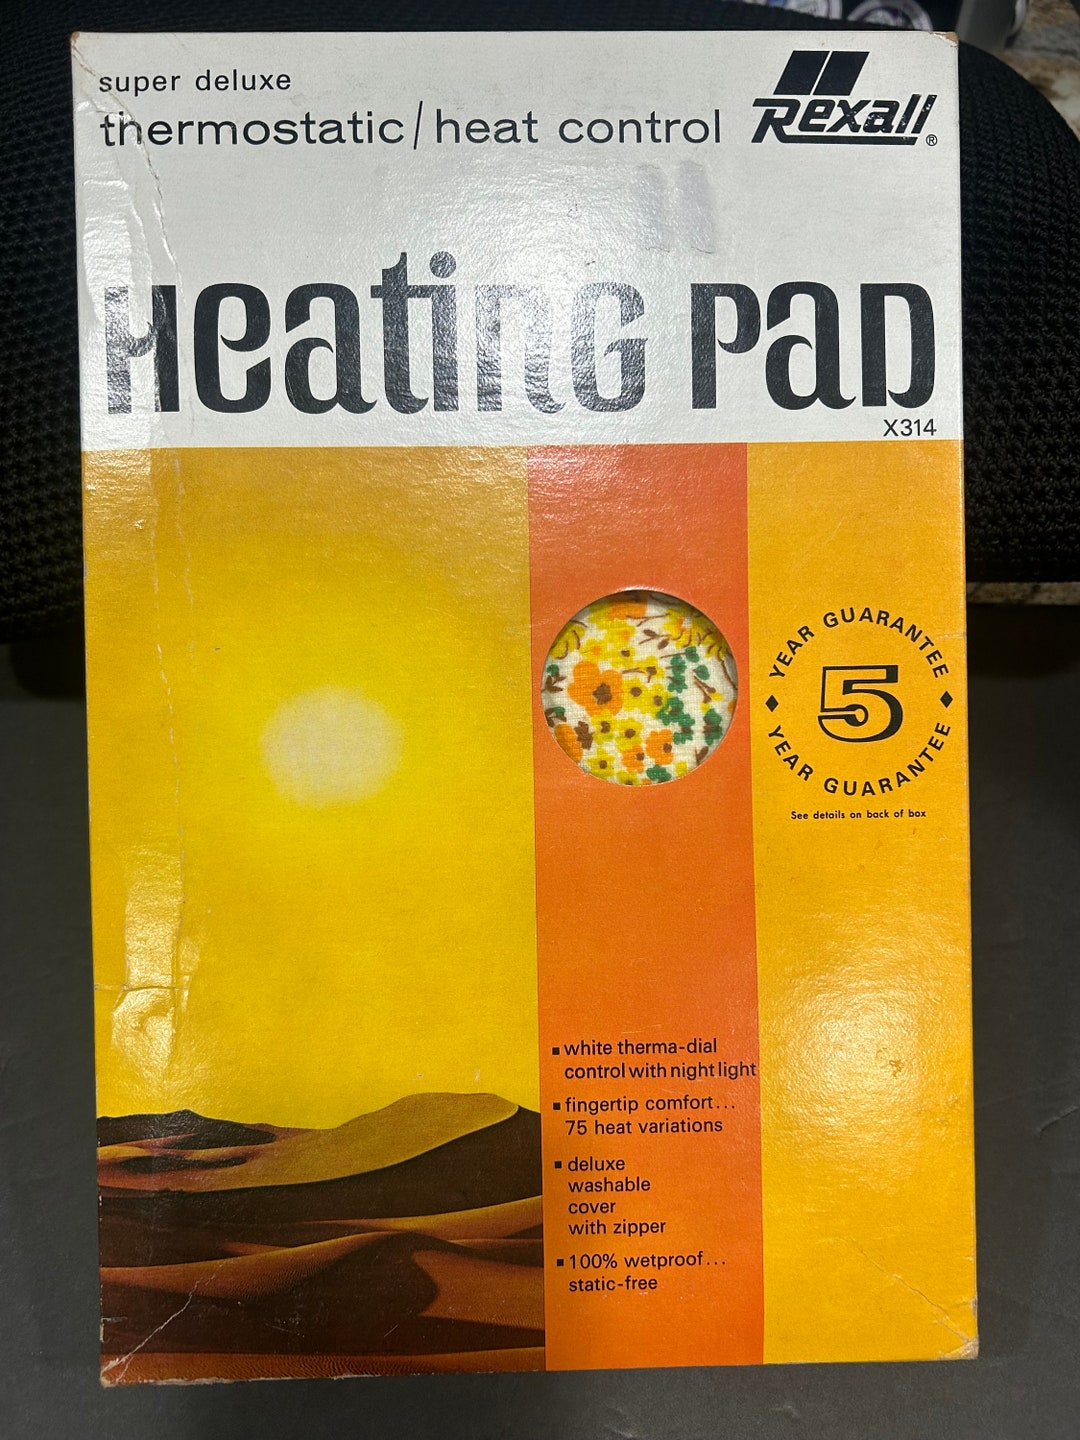 super deluxe
thermostatic/heat control
Rexall®
Heating Pad
X314
YEAR GUARANTEE
5
YEAR GUARANTEE
See details on back of box
▪ white therma-dial
control with night light
▪ fingertip comfort...
75 heat variations
▪ deluxe
washable
cover
with zipper
▪ 100% wetproof...
static-free